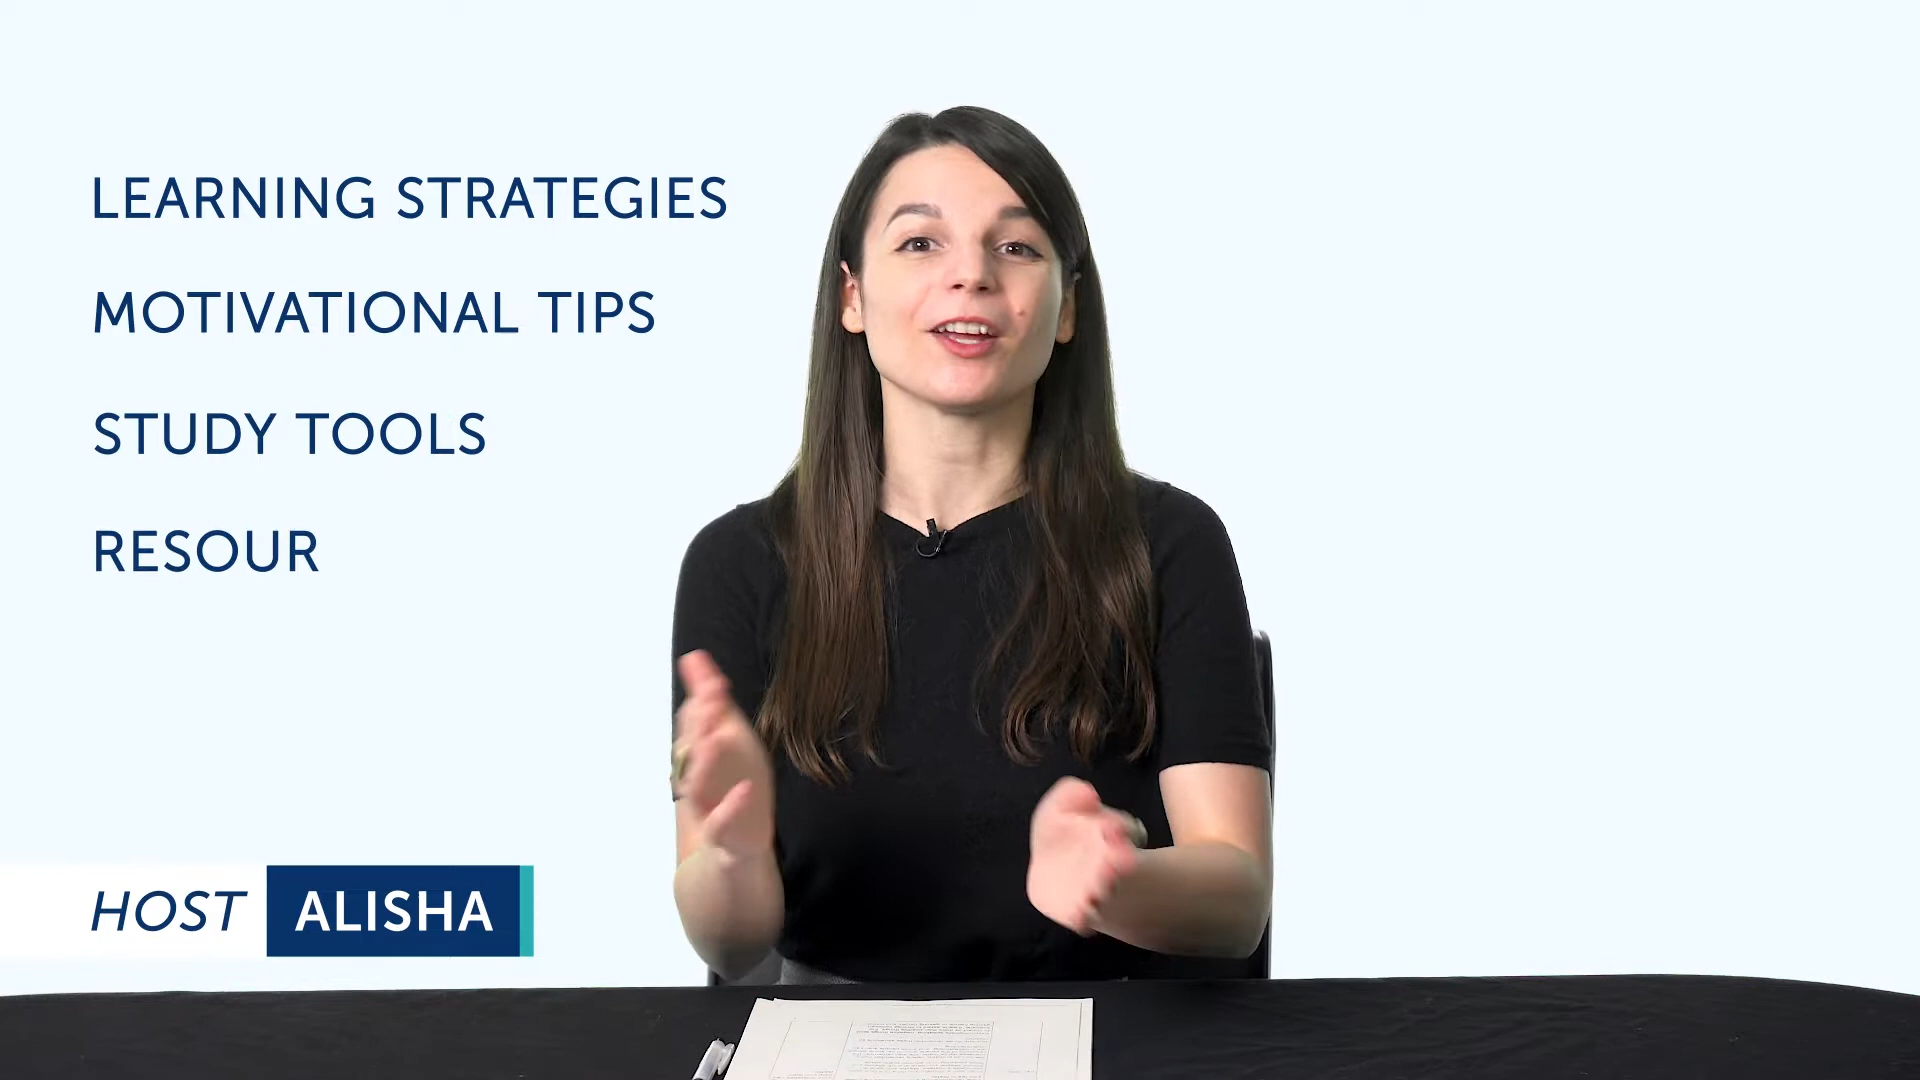 LEARNING STRATEGIES
MOTIVATIONAL TIPS
STUDY TOOLS
RESOUR
HOST ALISHA